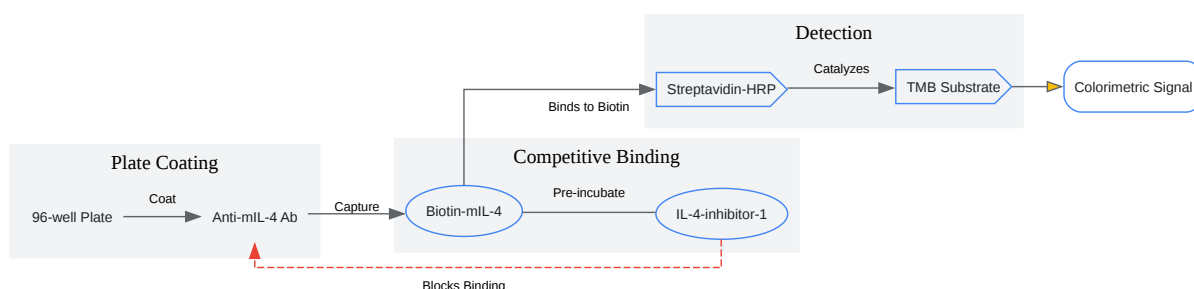 Detection
Catalyzes
Streptavidin-HRP
TMB Substrate
Colorimetric Signal
Binds to Biotin
Plate Coating
Competitive Binding
Coat
Pre-incubate
96-well Plate
Anti-mIL-4 Ab
Capture
Biotin-mIL-4
IL-4-inhibitor-1
Blocks Binding